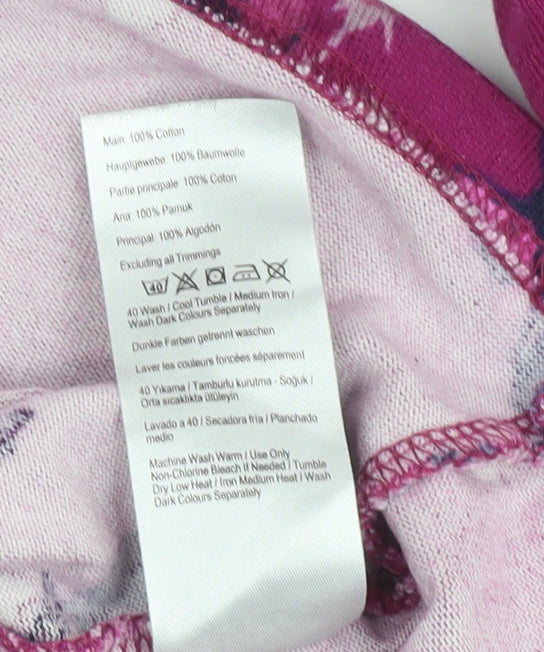 Main: 100% Cotton
Hauptgewebe: 100% Baumwolle
Partie principale: 100% Coton
Ana: 100% Pamuk
Principal: 100% Algodón
Excluding all Trimmings
40
40 Wash / Cool Tumble / Medium Iron /
Wash Dark Colours Separately
Dunkle Farben getrennt waschen
Laver les couleurs foncées séparément
40 Yıkama / Tamburlu kurutma - Soğuk /
Orta sıcaklıkta ütüleyin
Lavado a 40 / Secadora fria / Planchado
medio
Machine Wash Warm / Use Only
Non-Chlorine Bleach If Needed / Tumble
Dry Low Heat / Iron Medium Heat / Wash
Dark Colours Separately